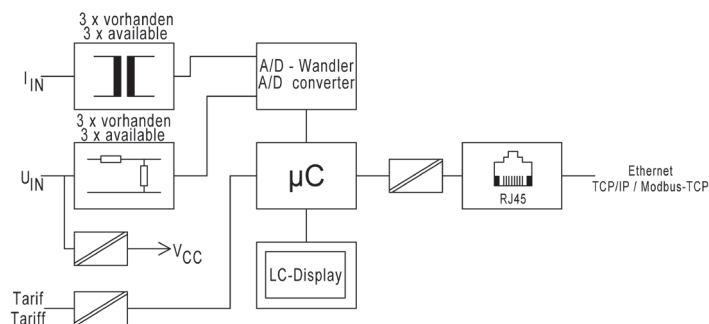 3 x vorhanden
3 x available
I IN
A/D - Wandler
A/D converter
3 x vorhanden
3 x available
U IN
µC
RJ45
Ethernet
TCP/IP / Modbus-TCP
V CC
LC-Display
Tarif
Tariff